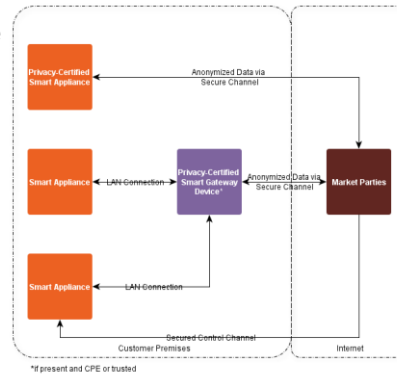 Privacy-Certified
Smart Appliance
Anonymized Data via
Secure Channel
Smart Appliance
LAN Connection
Privacy-Certified
Smart Gateway
Device*
Anonymized Data via
Secure Channel
Market Parties
Smart Appliance
LAN Connection
Secured Control Channel
Customer Premises
Internet
*if present and CPE or trusted